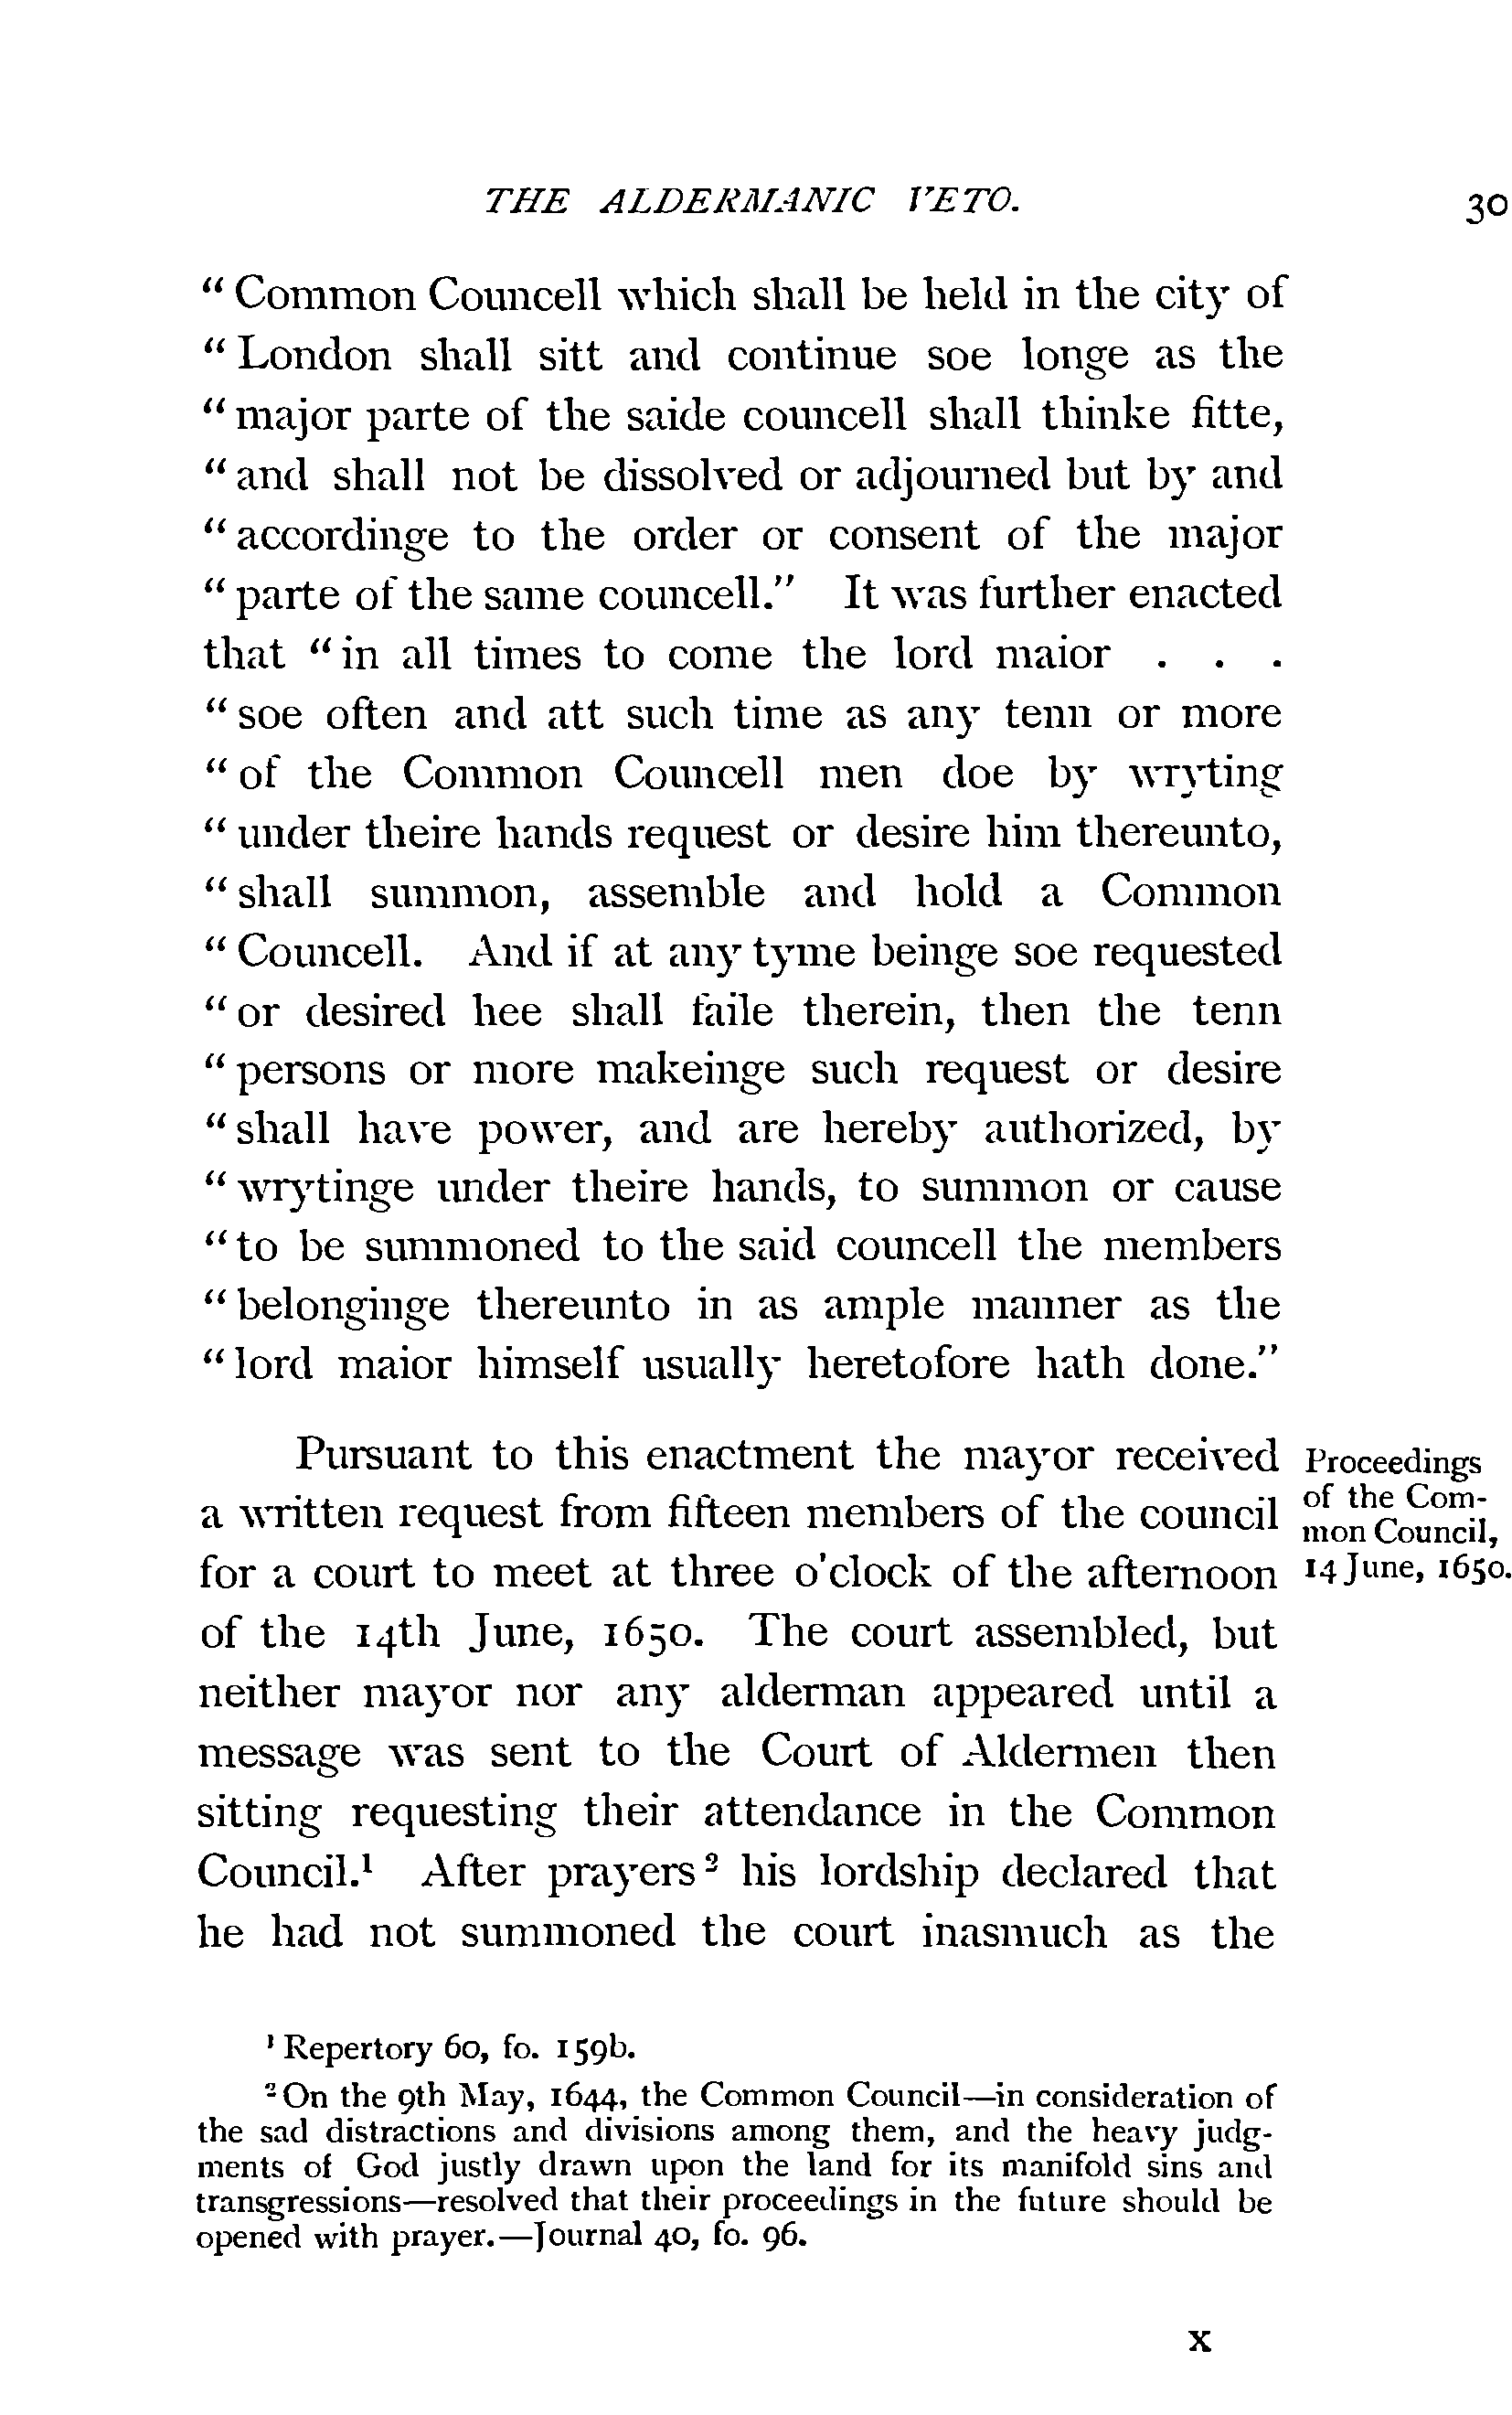 THE ALDERMANIC VETO. 30
" Common Councell which shall be held in the city of
" London shall sitt and continue soe longe as the
" major parte of the saide councell shall thinke fitte,
" and shall not be dissolved or adjourned but by and
" accordinge to the order or consent of the major
" parte of the same councell." It was further enacted
that " in all times to come the lord maior . . .
" soe often and att such time as any tenn or more
" of the Common Councell men doe by wryting
" under theire hands request or desire him thereunto,
" shall summon, assemble and hold a Common
" Councell. And if at any tyme beinge soe requested
" or desired hee shall faile therein, then the tenn
" persons or more makeinge such request or desire
" shall have power, and are hereby authorized, by
" wrytinge under theire hands, to summon or cause
" to be summoned to the said councell the members
" belonginge thereunto in as ample manner as the
" lord maior himself usually heretofore hath done."
Pursuant to this enactment the mayor received
a written request from fifteen members of the council
for a court to meet at three o'clock of the afternoon
of the 14th June, 1650. The court assembled, but
neither mayor nor any alderman appeared until a
message was sent to the Court of Aldermen then
sitting requesting their attendance in the Common
Council.¹ After prayers² his lordship declared that
he had not summoned the court inasmuch as the
Proceedings
of the Com-
mon Council,
14 June, 1650.
¹ Repertory 60, fo. 159b.
² On the 9th May, 1644, the Common Council—in consideration of
the sad distractions and divisions among them, and the heavy judg-
ments of God justly drawn upon the land for its manifold sins and
transgressions—resolved that their proceedings in the future should be
opened with prayer.—Journal 40, fo. 96.
X